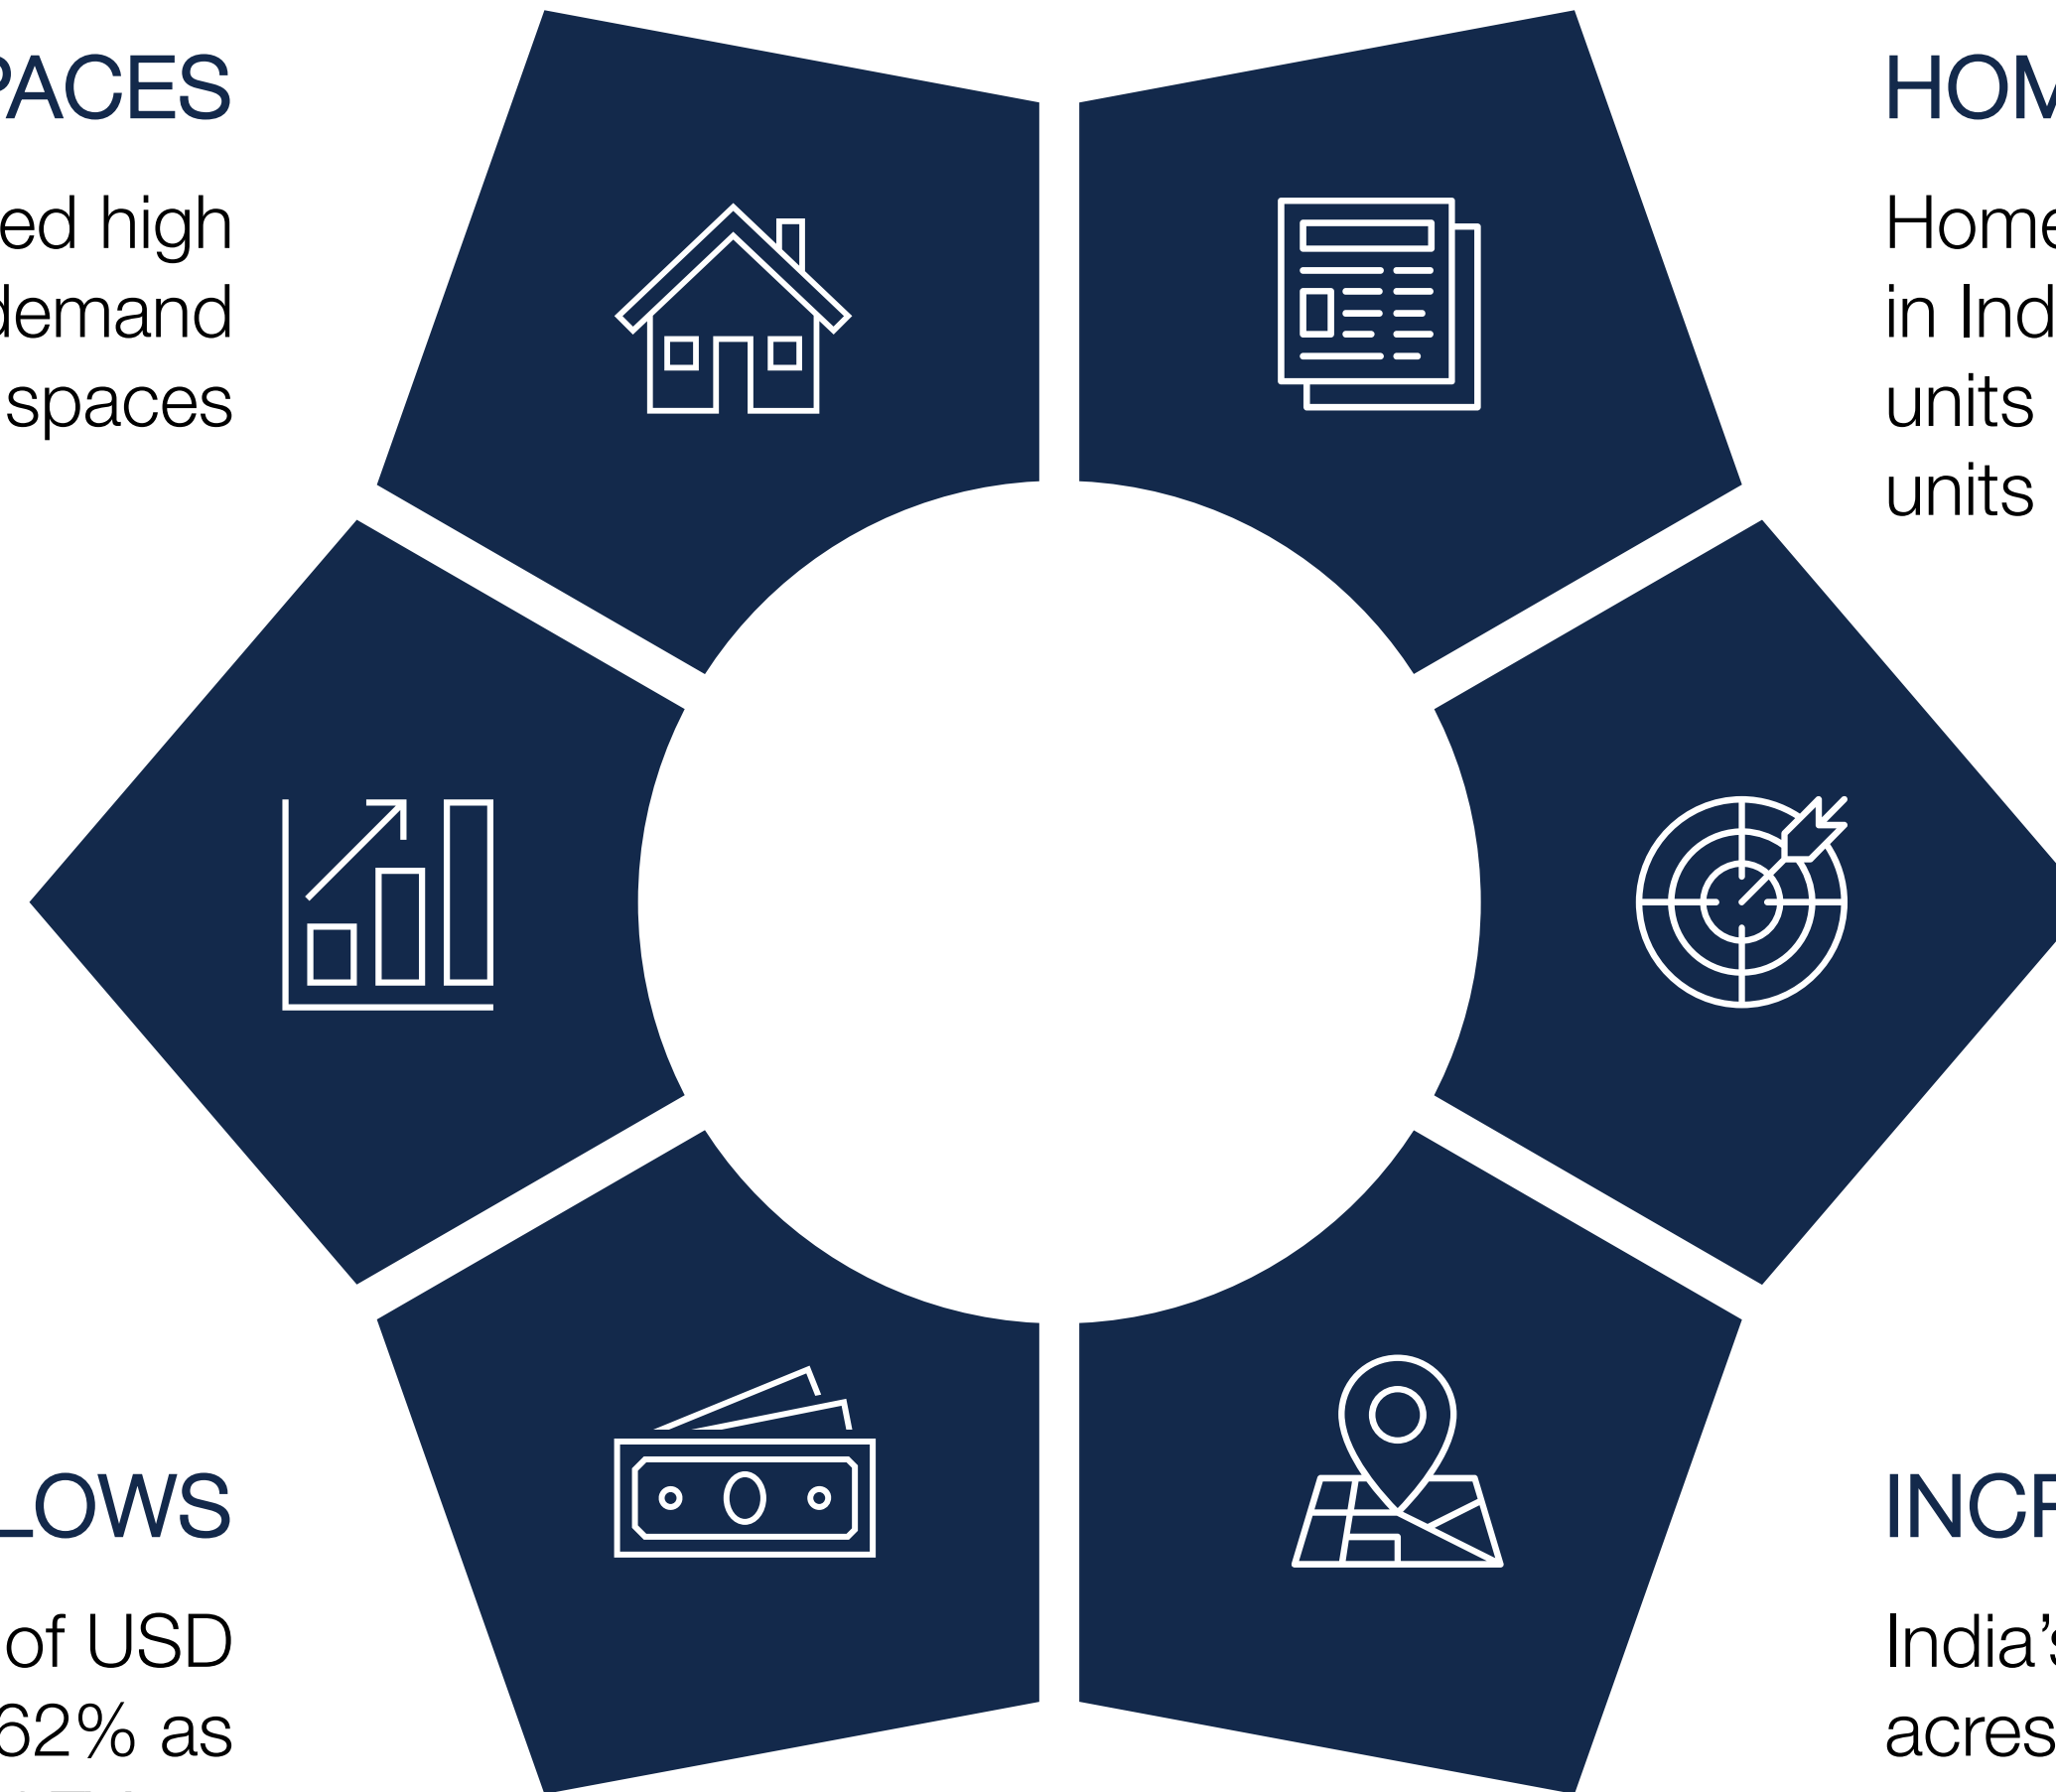 PACES
ed high
demand
spaces
HOM
Home
in Ind
units
units
LOWS
of USD
62% as
INCR
India's
acres